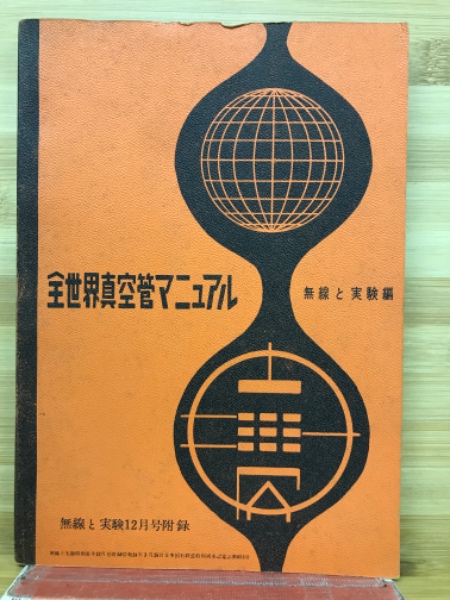 全世界真空管マニュアル
無線と実験編
無線と実験12月号附録